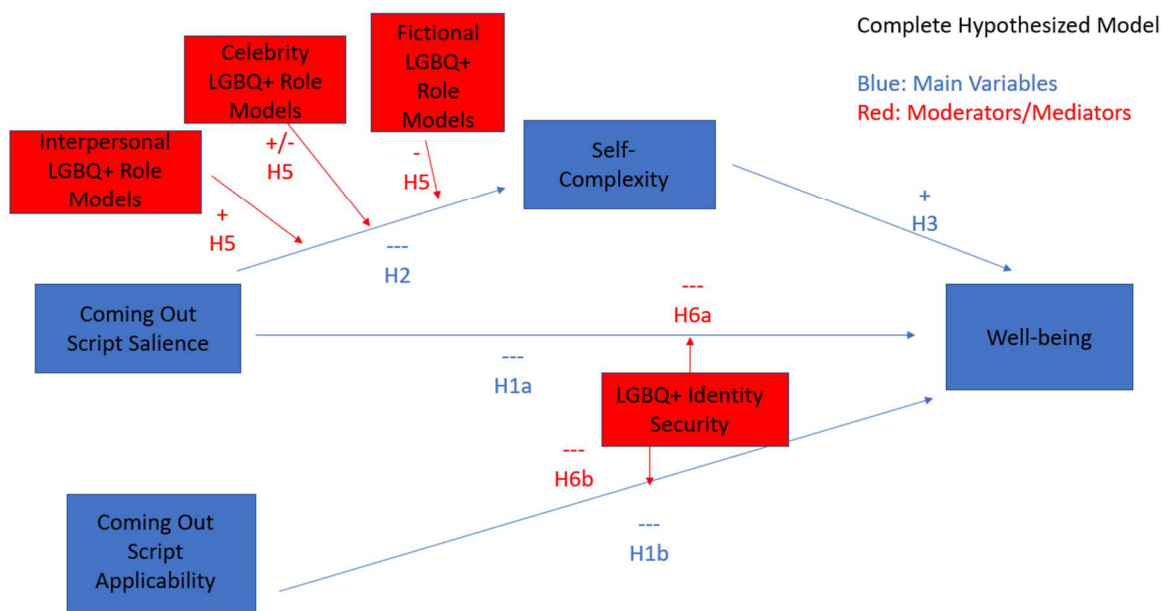 Complete Hypothesized Model
Blue: Main Variables
Red: Moderators/Mediators
Fictional
LGBQ+
Role
Models
Celebrity
LGBQ+ Role
Models
Interpersonal
LGBQ+ Role
Models
+/-
H5
-
H5
+
H5
Self-
Complexity
+
H3
---
H2
Coming Out
Script Salience
---
H6a
---
H1a
Well-being
LGBQ+ Identity
Security
---
H6b
---
H1b
Coming Out
Script
Applicability